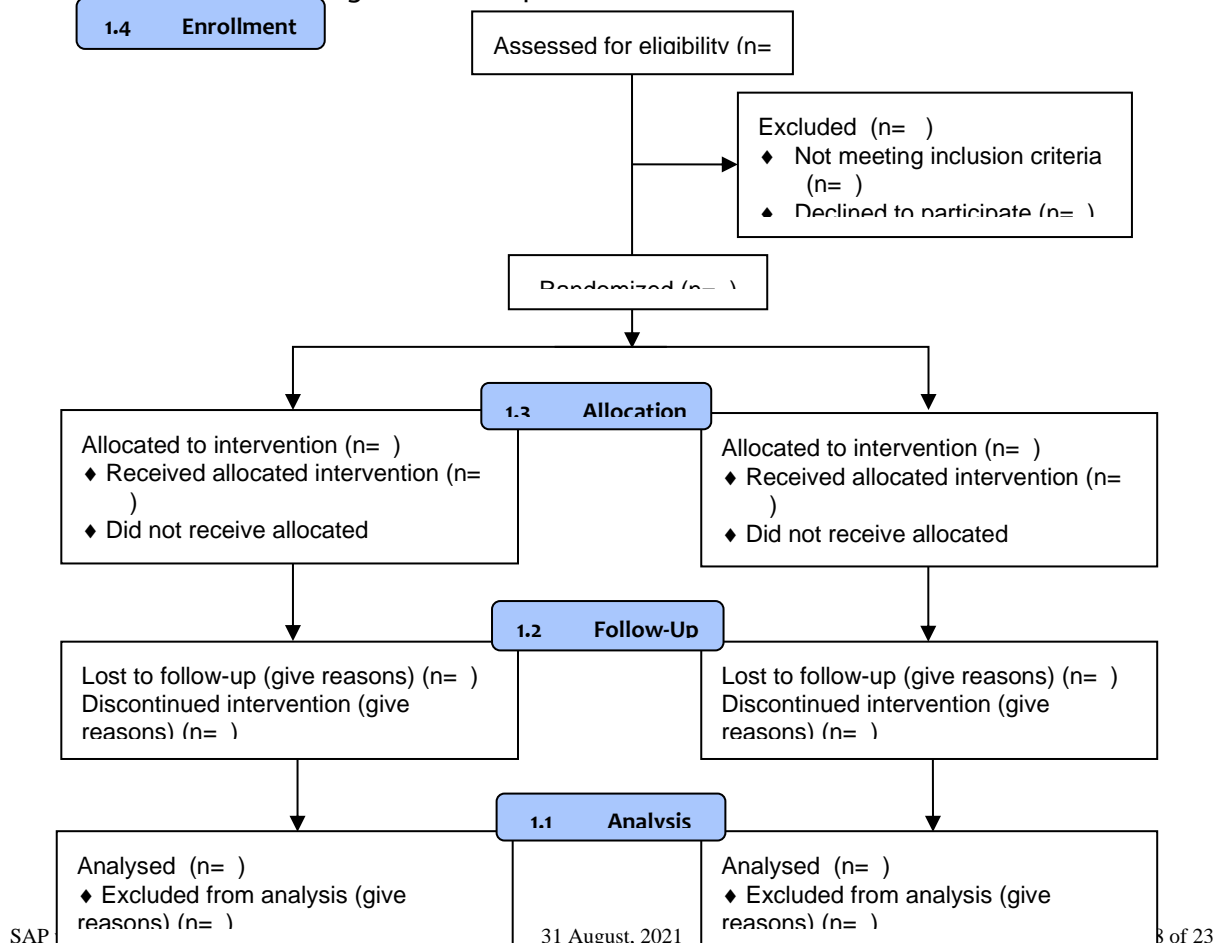 1.4 Enrollment
Assessed for eligibility (n=
Excluded (n= )
♦ Not meeting inclusion criteria
(n= )
♦ Declined to participate (n= )
Randomized (n= )
1.3 Allocation
Allocated to intervention (n= )
♦ Received allocated intervention (n=
)
♦ Did not receive allocated
Allocated to intervention (n= )
♦ Received allocated intervention (n=
)
♦ Did not receive allocated
1.2 Follow-Up
Lost to follow-up (give reasons) (n= )
Discontinued intervention (give
reasons) (n= )
Lost to follow-up (give reasons) (n= )
Discontinued intervention (give
reasons) (n= )
1.1 Analysis
Analysed (n= )
♦ Excluded from analysis (give
reasons) (n= )
Analysed (n= )
♦ Excluded from analysis (give
reasons) (n= )
SAP
31 August, 2021
of 23